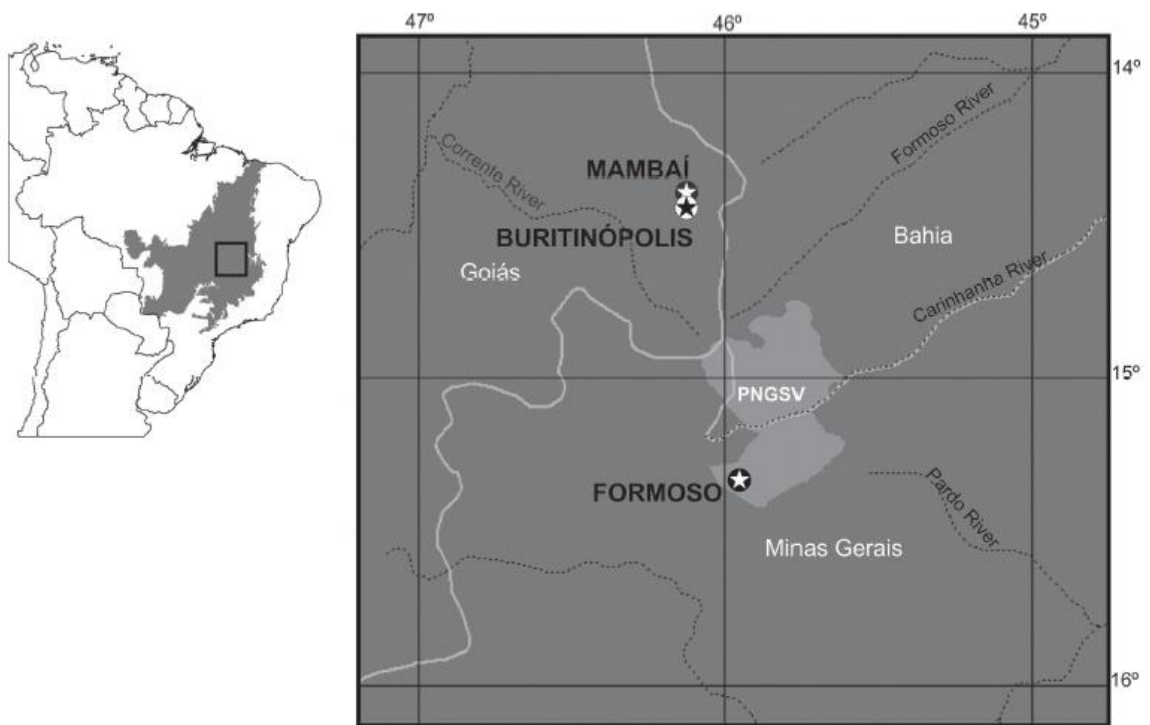 47º 46º 45º
14º
Formoso River
Corrente River
MAMBAÍ
BURITINÓPOLIS
Bahia
Goiás
Carinhanha River
15º
PNGSV
FORMOSO
Pardo River
Minas Gerais
16º